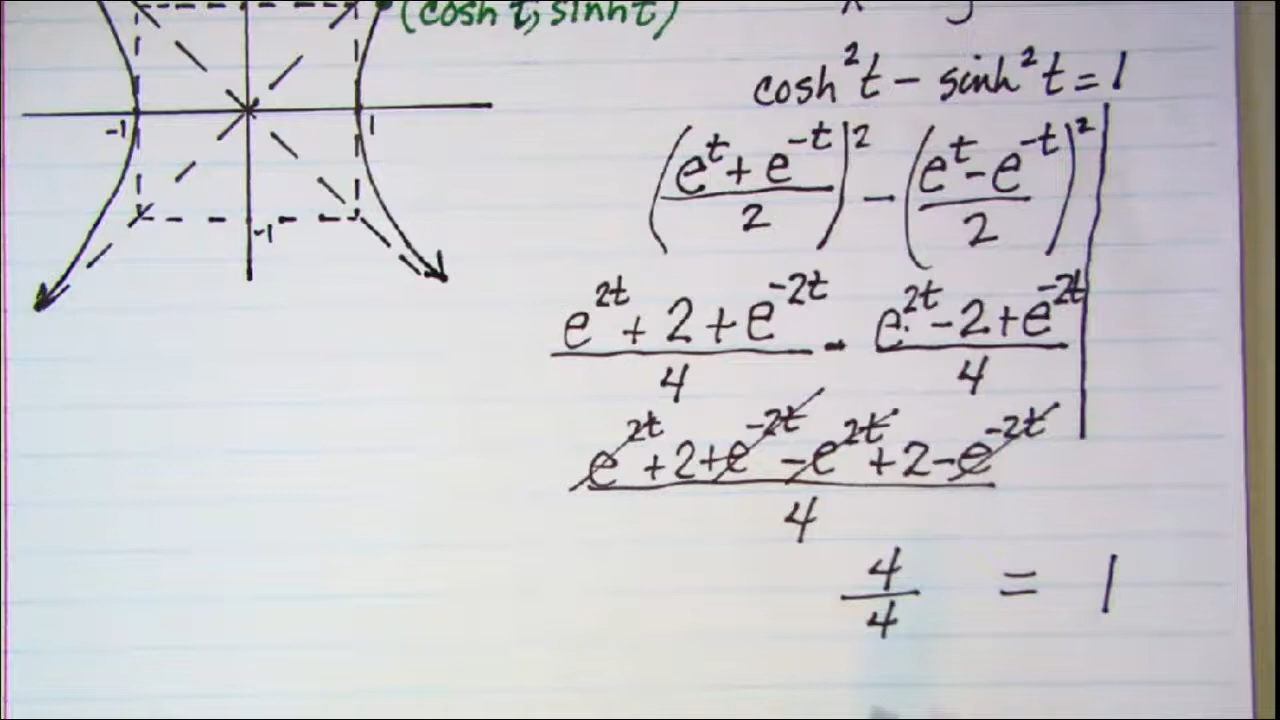 (cosh t, sinh t)
cosh²t − sinh²t = 1
-1
1
-1
((e^t + e^-t)/2)² − ((e^t − e^-t)/2)²
(e^2t + 2 + e^-2t)/4 - (e^2t − 2 + e^-2t)/4
(e^2t + 2 + e^-2t − e^2t + 2 − e^-2t)/4
4/4 = 1